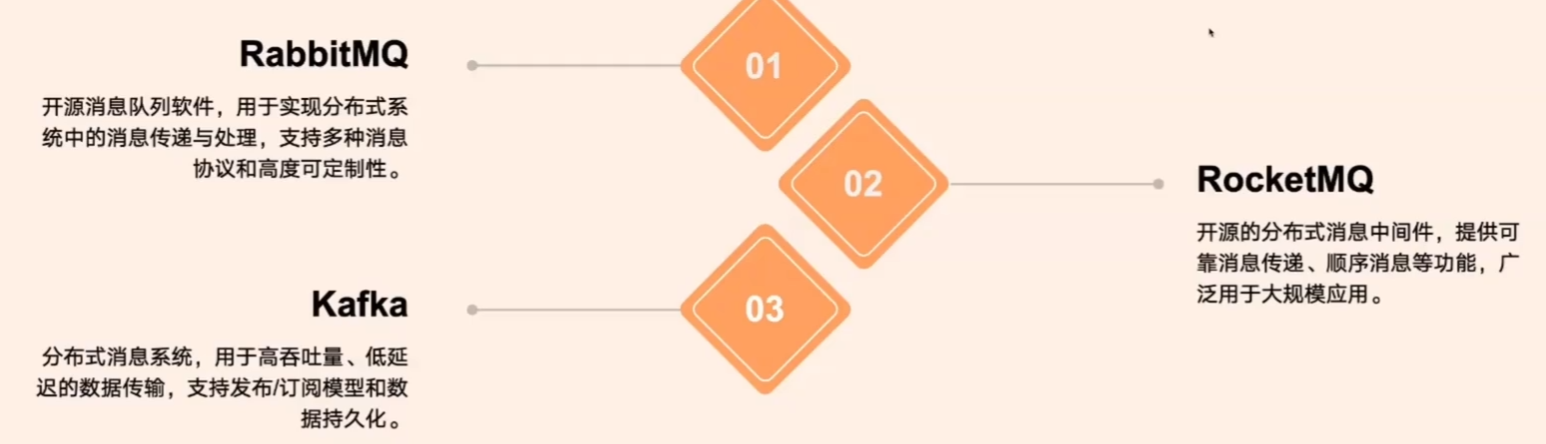 RabbitMQ
开源消息队列软件，用于实现分布式系
统中的消息传递与处理，支持多种消息
协议和高度可定制性。
01
02
RocketMQ
开源的分布式消息中间件，提供可
靠消息传递、顺序消息等功能，广
泛用于大规模应用。
Kafka
分布式消息系统，用于高吞吐量、低延
迟的数据传输，支持发布/订阅模型和数
据持久化。
03